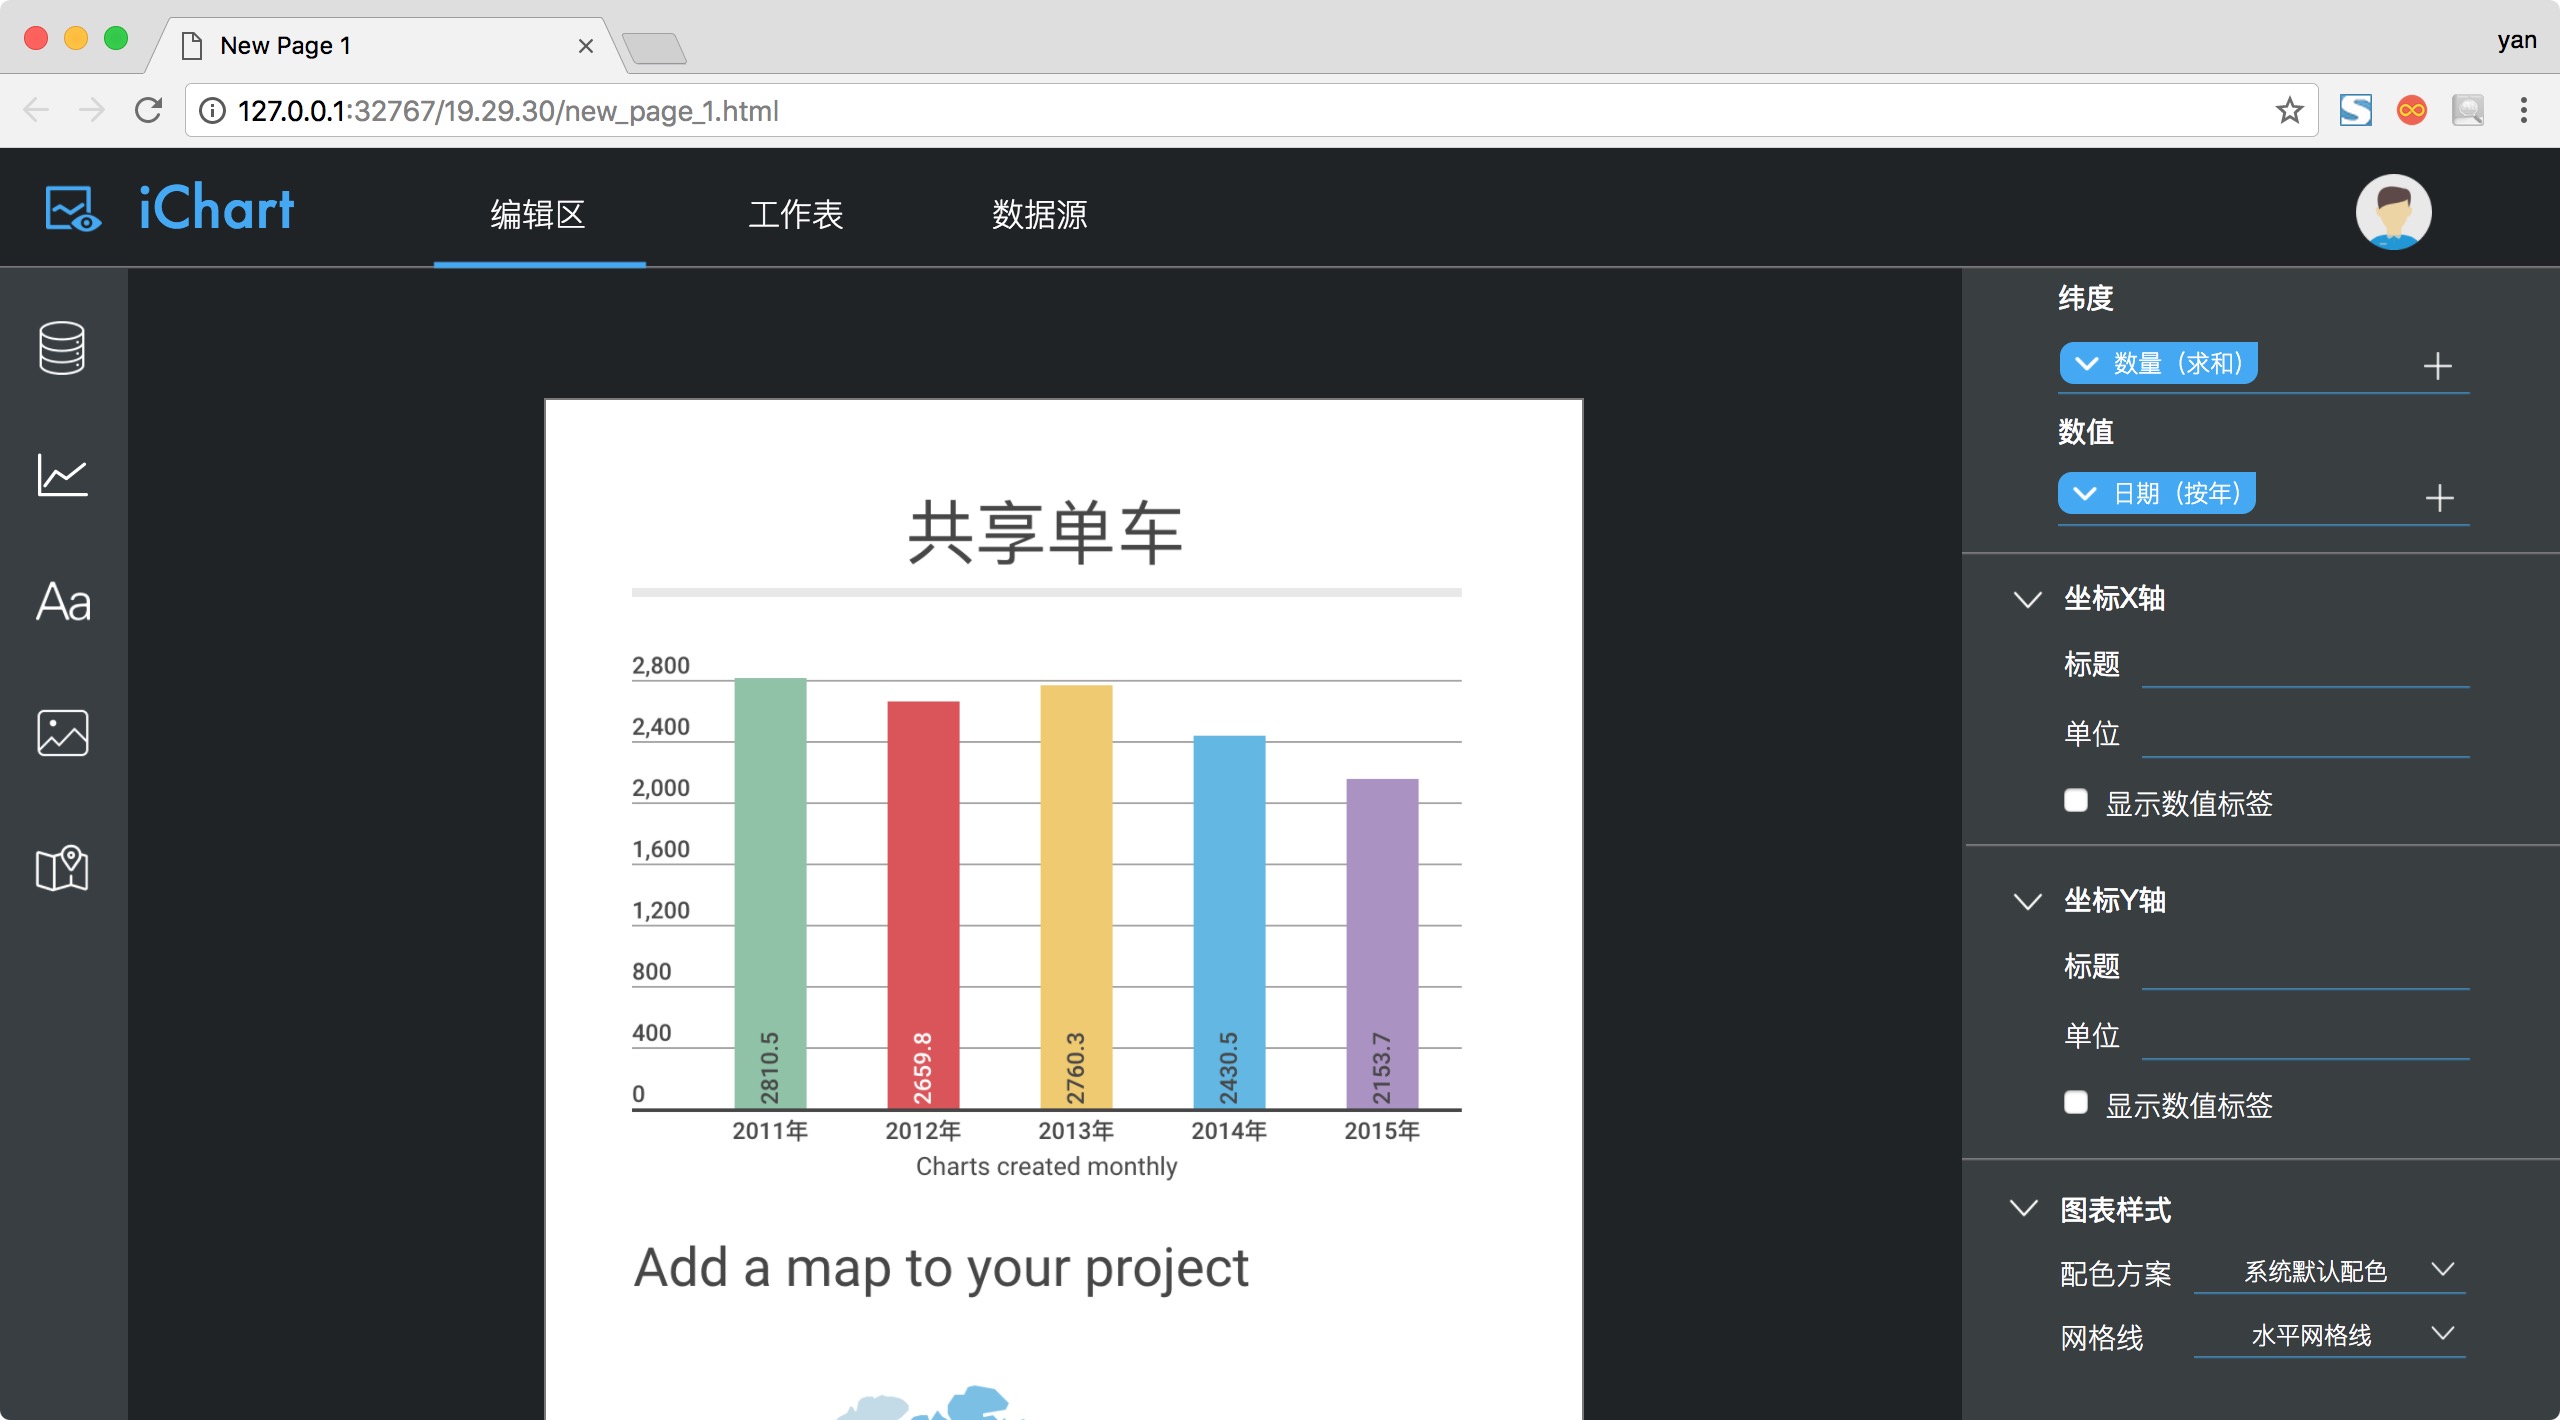 New Page 1
yan
127.0.0.1:32767/19.29.30/new_page_1.html
iChart
编辑区
工作表
数据源
Aa
共享单车
2,800
2,400
2,000
1,600
1,200
800
400
0
2810.5
2659.8
2760.3
2430.5
2153.7
2011年
2012年
2013年
2014年
2015年
Charts created monthly
Add a map to your project
纬度
数量（求和）
数值
日期（按年）
坐标X轴
标题
单位
显示数值标签
坐标Y轴
标题
单位
显示数值标签
图表样式
配色方案 系统默认配色
网格线 水平网格线